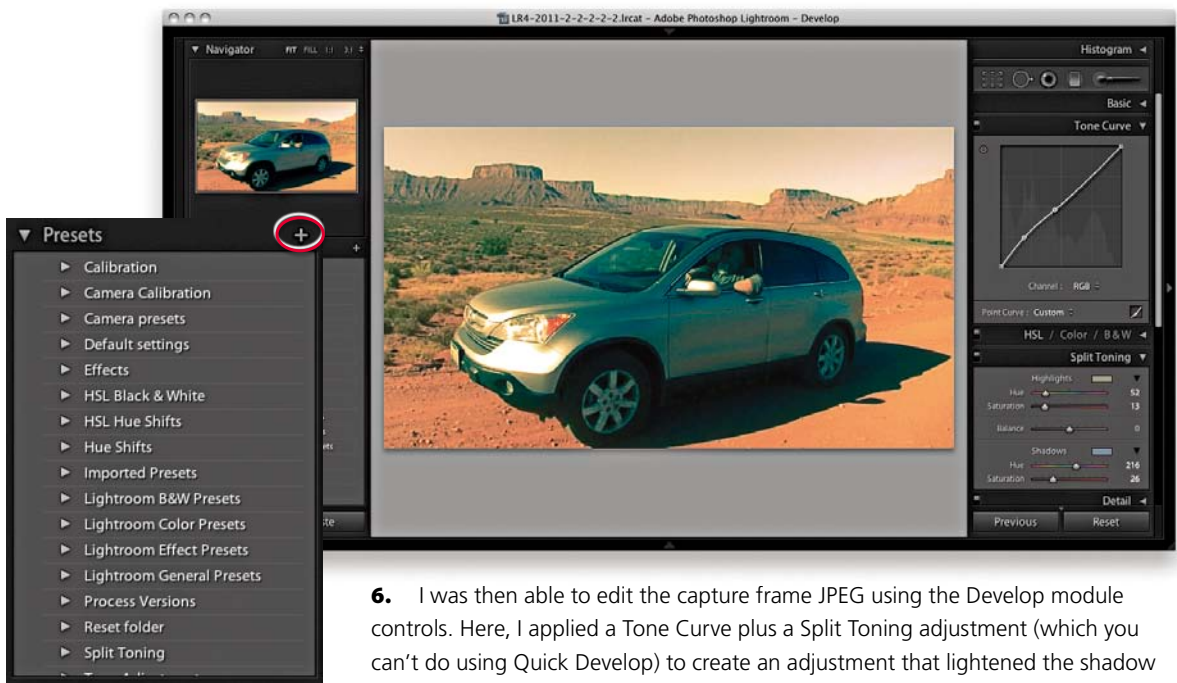 LR4-2011-2-2-2-2-2.lrcat – Adobe Photoshop Lightroom – Develop
▼ Navigator FIT FILL 1:1 3:1
Presets +
Calibration
Camera Calibration
Camera presets
Default settings
Effects
HSL Black & White
HSL Hue Shifts
Hue Shifts
Imported Presets
Lightroom B&W Presets
Lightroom Color Presets
Lightroom Effect Presets
Lightroom General Presets
Process Versions
Reset folder
Split Toning
Histogram
Basic
Tone Curve
Channel : RGB
Point Curve : Custom
HSL / Color / B&W
Split Toning
Highlights
Hue 52
Saturation 13
Balance 0
Shadows
Hue 216
Saturation 26
Detail
Previous Reset
6. I was then able to edit the capture frame JPEG using the Develop module
controls. Here, I applied a Tone Curve plus a Split Toning adjustment (which you
can't do using Quick Develop) to create an adjustment that lightened the shadow